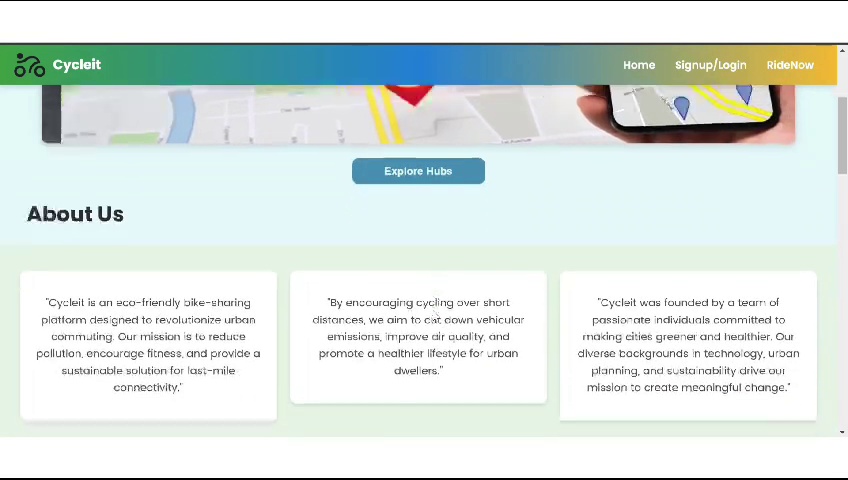 Cycleit
Home
Signup/Login
RideNow
Explore Hubs
About Us
"Cycleit is an eco-friendly bike-sharing
platform designed to revolutionize urban
commuting. Our mission is to reduce
pollution, encourage fitness, and provide a
sustainable solution for last-mile
connectivity."
"By encouraging cycling over short
distances, we aim to cut down vehicular
emissions, improve air quality, and
promote a healthier lifestyle for urban
dwellers."
"Cycleit was founded by a team of
passionate individuals committed to
making cities greener and healthier. Our
diverse backgrounds in technology, urban
planning, and sustainability drive our
mission to create meaningful change."